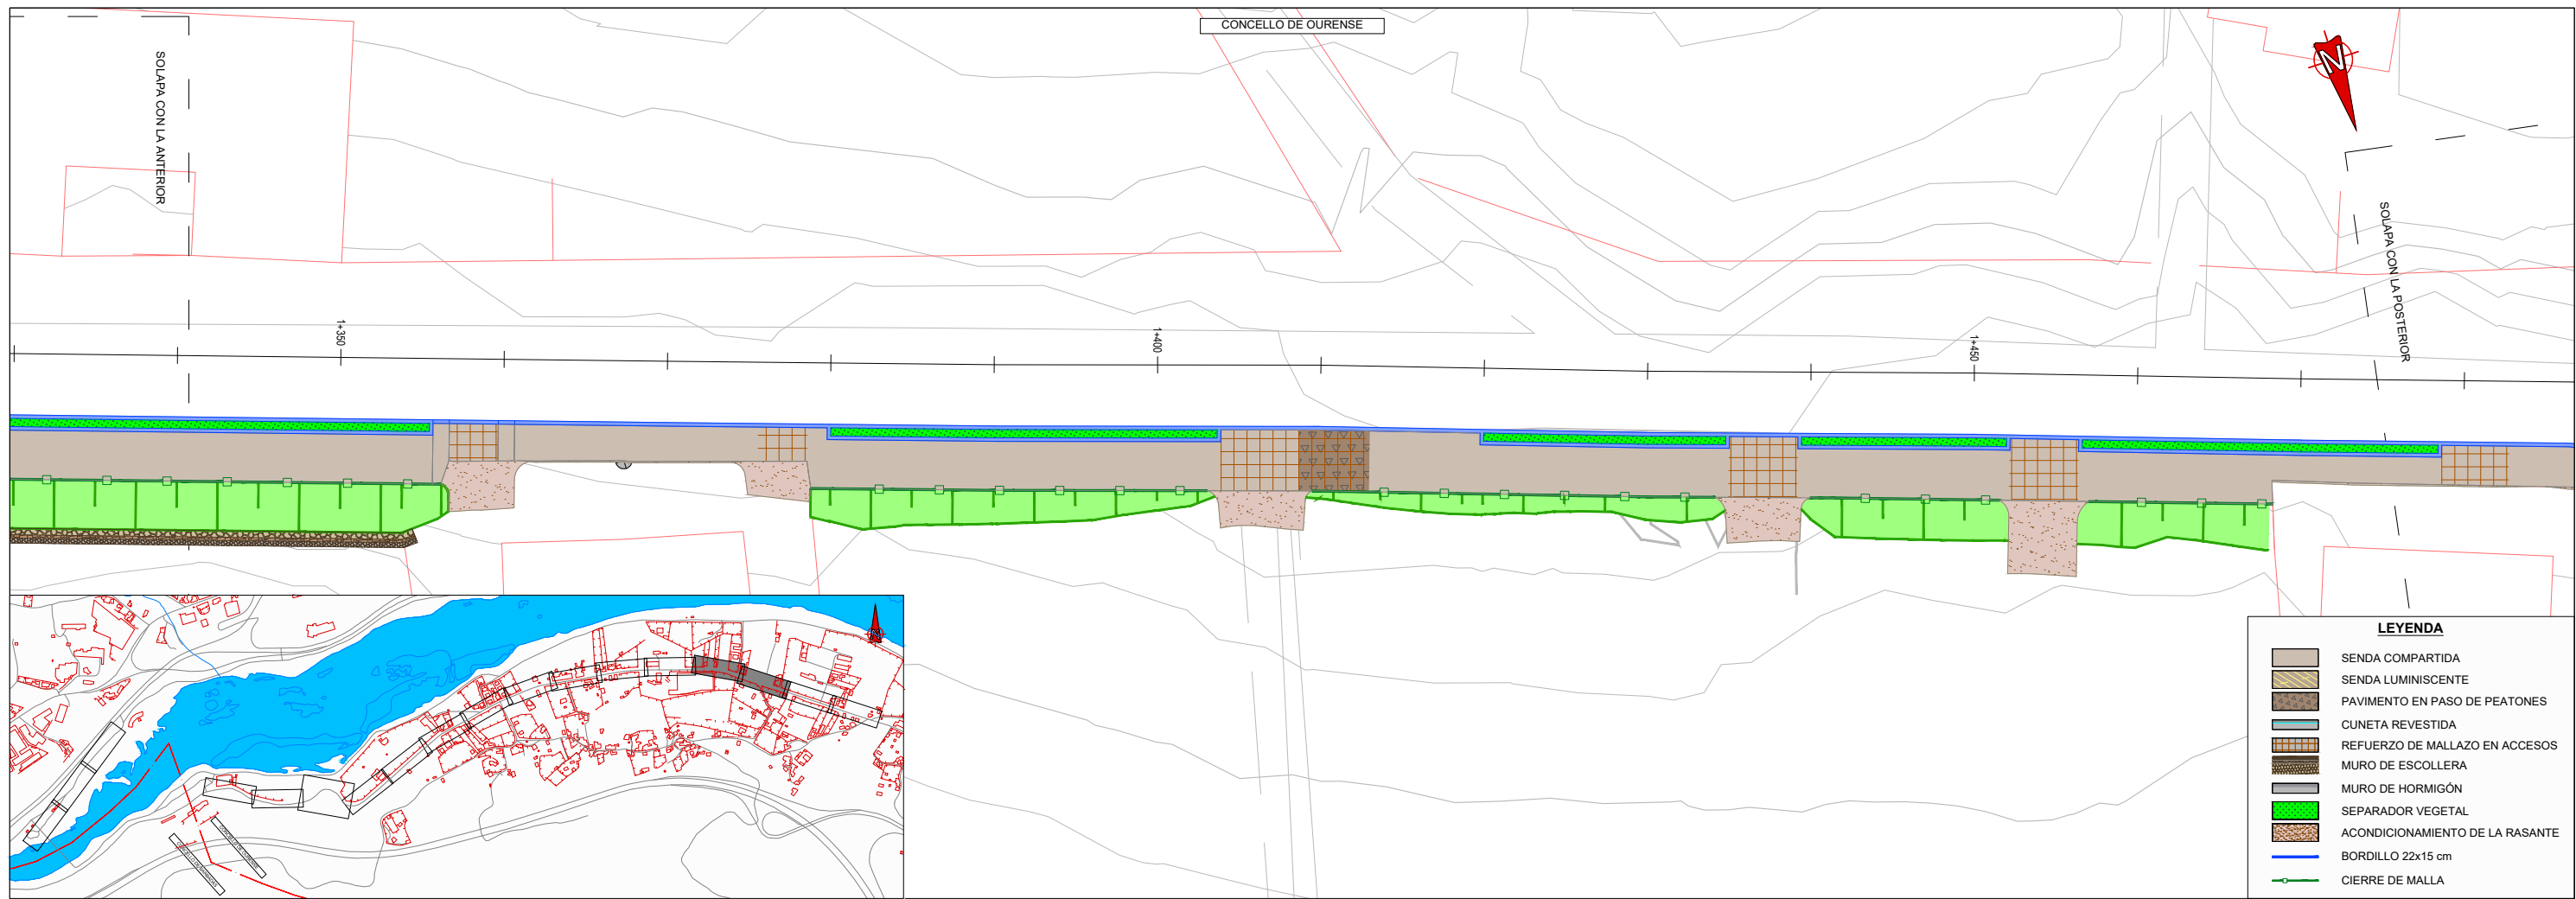 CONCELLO DE OURENSE
N
SOLAPA CON LA ANTERIOR
SOLAPA CON LA POSTERIOR
1+350
1+400
1+450
LEYENDA
SENDA COMPARTIDA
SENDA LUMINISCENTE
PAVIMENTO EN PASO DE PEATONES
CUNETA REVESTIDA
REFUERZO DE MALLAZO EN ACCESOS
MURO DE ESCOLLERA
MURO DE HORMIGÓN
SEPARADOR VEGETAL
ACONDICIONAMIENTO DE LA RASANTE
BORDILLO 22x15 cm
CIERRE DE MALLA